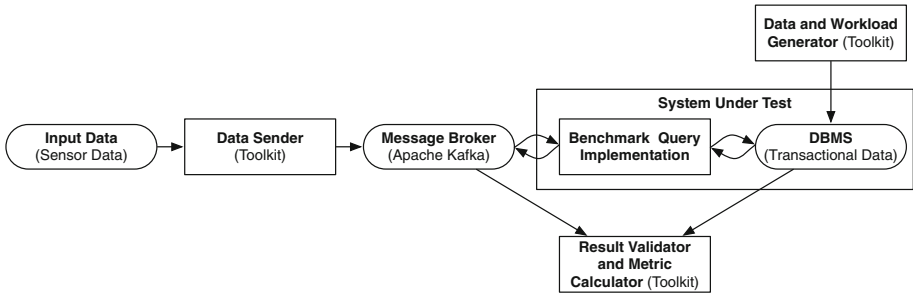 Data and Workload
Generator (Toolkit)
System Under Test
Input Data
(Sensor Data)
Data Sender
(Toolkit)
Message Broker
(Apache Kafka)
Benchmark Query
Implementation
DBMS
(Transactional Data)
Result Validator
and Metric
Calculator (Toolkit)